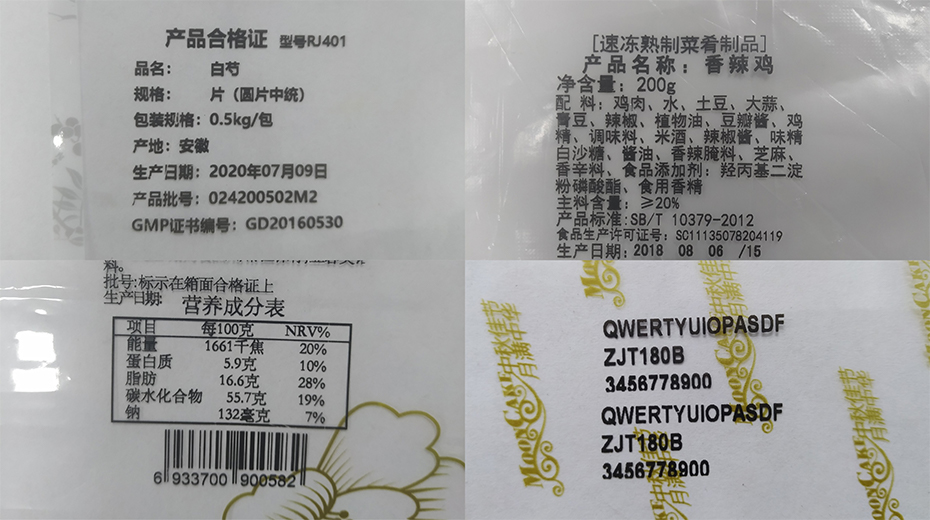 产品合格证 型号RJ401
品名： 白芍
规格： 片（圆片中统）
包装规格：0.5kg/包
产地：安徽
生产日期：2020年07月09日
产品批号：024200502M2
GMP证书编号：GD20160530
[速冻熟制菜肴制品]
产品名称：香辣鸡
净含量：200g
配 料：鸡肉、水、土豆、大蒜、
青豆、辣椒、植物油、豆瓣酱、鸡
精、调味料、米酒、辣椒酱、味精
白沙糖、酱油、香辣腌料、芝麻、
香辛料、食品添加剂：羟丙基二淀
粉磷酸酯、食用香精
主料含量：≥20%
产品标准:SB/T 10379-2012
食品生产许可证号：SC11135078204119
生产日期：2018 08 06 /15
料。
批号:标示在箱面合格证上
生产日期:
营养成分表
项目 每100克 NRV%
能量 1661千焦 20%
蛋白质 5.9克 10%
脂肪 16.6克 28%
碳水化合物 55.7克 19%
钠 132毫克 7%
6 933700 900582
QWERTYUIOPASDF
ZJT180B
3456778900
QWERTYUIOPASDF
ZJT180B
3456778900
MOONCAKE
中秋佳节
月满中华